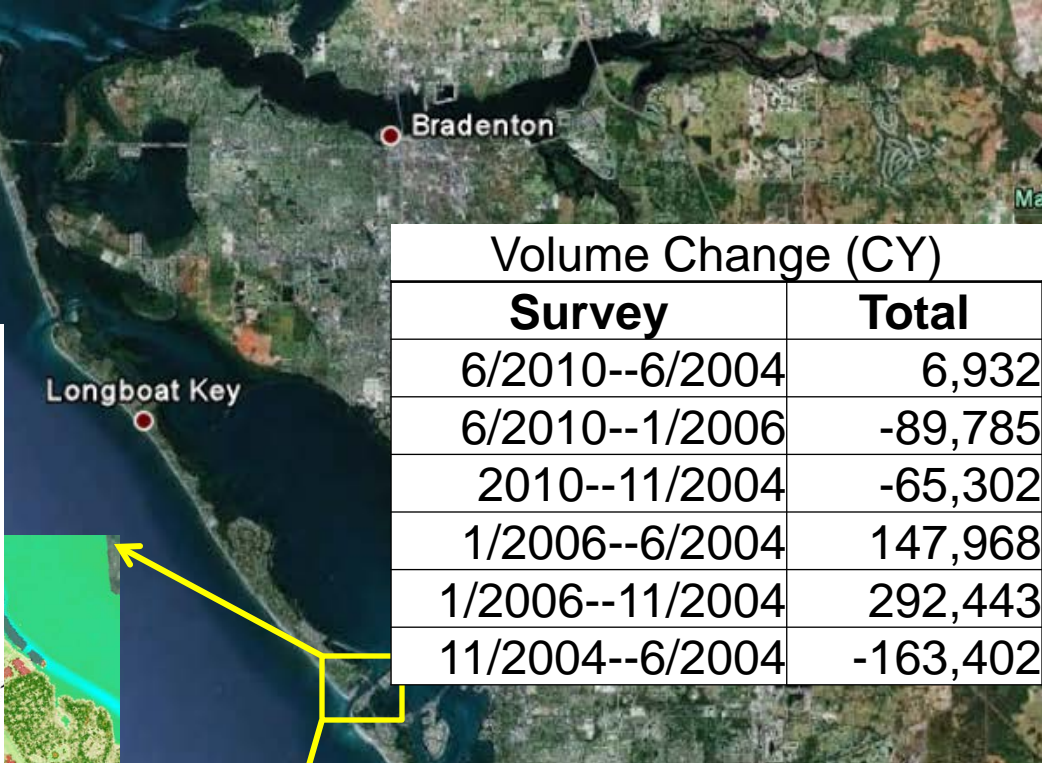 Bradenton
Ma
Volume Change (CY)
Survey Total
6/2010--6/2004 6,932
6/2010--1/2006 -89,785
2010--11/2004 -65,302
1/2006--6/2004 147,968
1/2006--11/2004 292,443
11/2004--6/2004 -163,402
Longboat Key